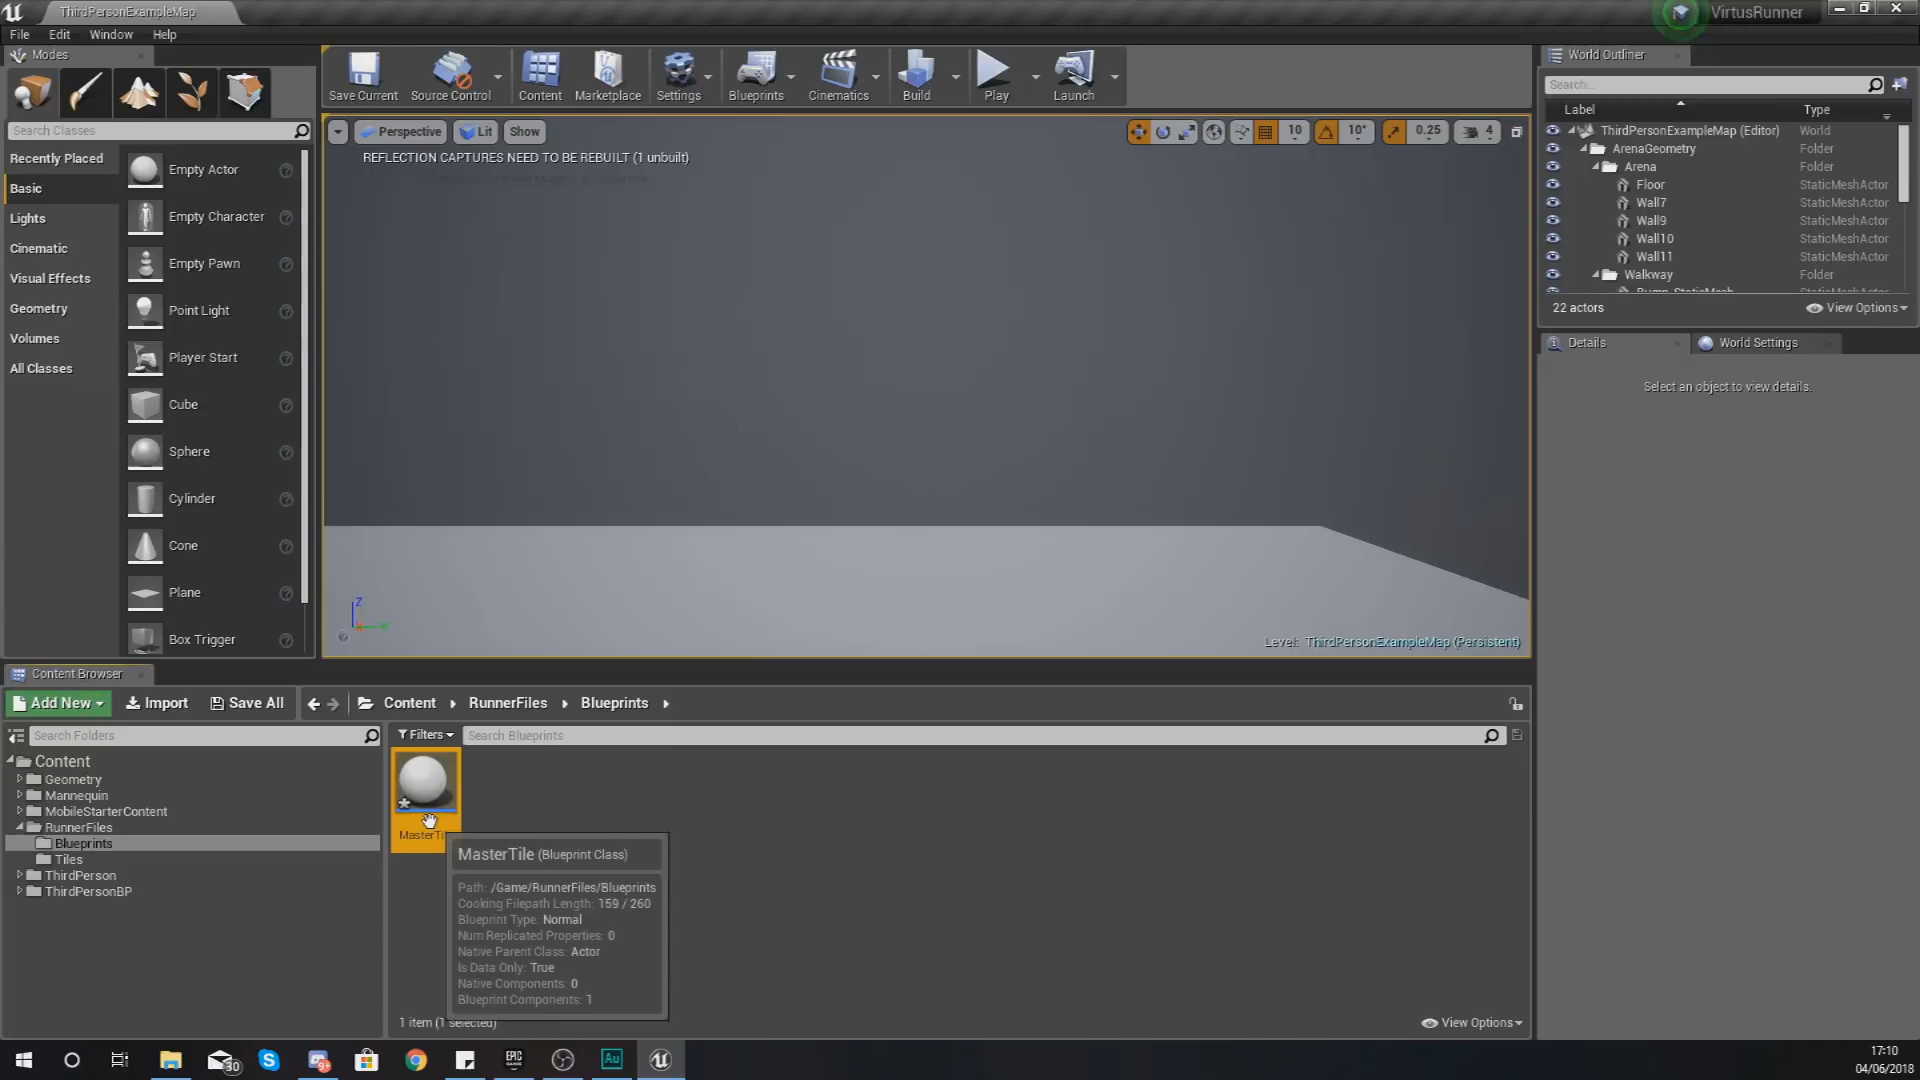 ThirdPersonExampleMap
VirtusRunner
File Edit Window Help
Modes
Search Classes
Recently Placed
Basic
Lights
Cinematic
Visual Effects
Geometry
Volumes
All Classes
Empty Actor
Empty Character
Empty Pawn
Point Light
Player Start
Cube
Sphere
Cylinder
Cone
Plane
Box Trigger
Save Current Source Control Content Marketplace Settings Blueprints Cinematics Build Play Launch
Perspective Lit Show
10 10° 0.25 4
REFLECTION CAPTURES NEED TO BE REBUILT (1 unbuilt)
Z
Level: ThirdPersonExampleMap (Persistent)
World Outliner
Search...
Label Type
ThirdPersonExampleMap (Editor) World
ArenaGeometry Folder
Arena Folder
Floor StaticMeshActor
Wall7 StaticMeshActor
Wall9 StaticMeshActor
Wall10 StaticMeshActor
Wall11 StaticMeshActor
Walkway Folder
Bump_StaticMesh StaticMeshActor
22 actors View Options
Details World Settings
Select an object to view details.
Content Browser
Add New Import Save All Content RunnerFiles Blueprints
Search Folders
Filters Search Blueprints
Content
Geometry
Mannequin
MobileStarterContent
RunnerFiles
Blueprints
Tiles
ThirdPerson
ThirdPersonBP
MasterTi
MasterTile (Blueprint Class)
Path: /Game/RunnerFiles/Blueprints
Cooking Filepath Length: 159 / 260
Blueprint Type: Normal
Num Replicated Properties: 0
Native Parent Class: Actor
Is Data Only: True
Native Components: 0
Blueprint Components: 1
1 item (1 selected) View Options
30
9+
EPIC GAMES
Au
17:10
04/06/2018